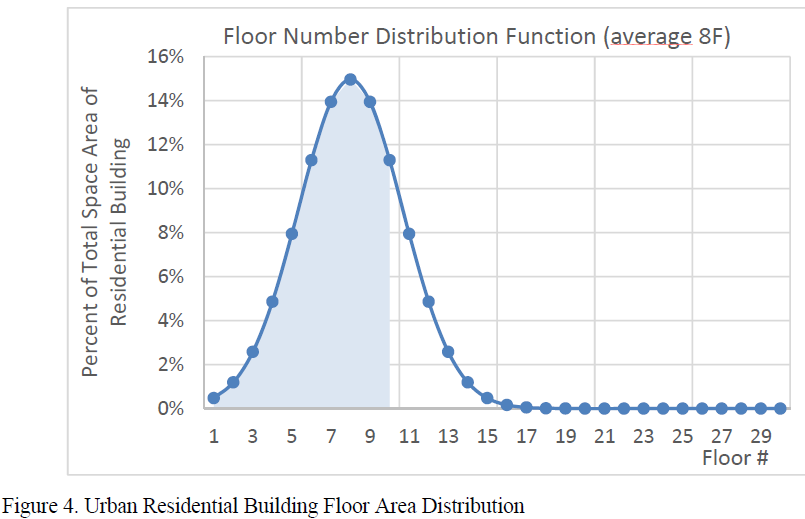 Floor Number Distribution Function (average 8F)
Percent of Total Space Area of
Residential Building
16%
14%
12%
10%
8%
6%
4%
2%
0%
1 3 5 7 9 11 13 15 17 19 21 23 25 27 29
Floor #
Figure 4. Urban Residential Building Floor Area Distribution